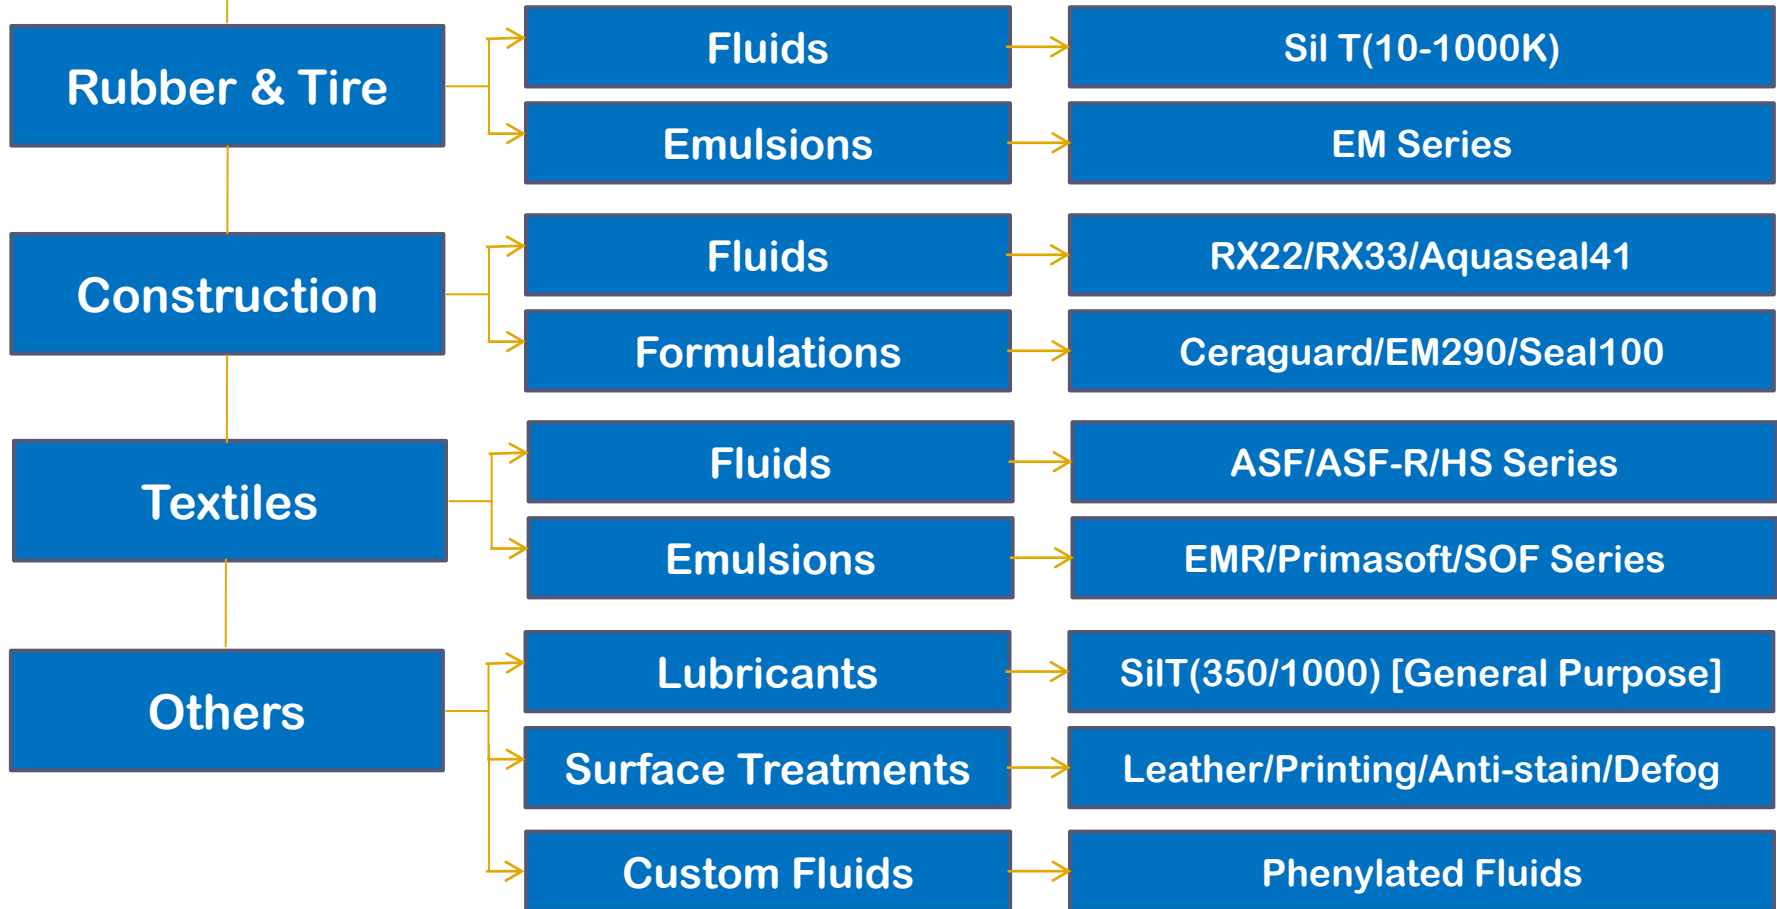 Rubber & Tire
Fluids
Sil T(10-1000K)
Emulsions
EM Series
Construction
Fluids
RX22/RX33/Aquaseal41
Formulations
Ceraguard/EM290/Seal100
Textiles
Fluids
ASF/ASF-R/HS Series
Emulsions
EMR/Primasoft/SOF Series
Others
Lubricants
SilT(350/1000) [General Purpose]
Surface Treatments
Leather/Printing/Anti-stain/Defog
Custom Fluids
Phenylated Fluids